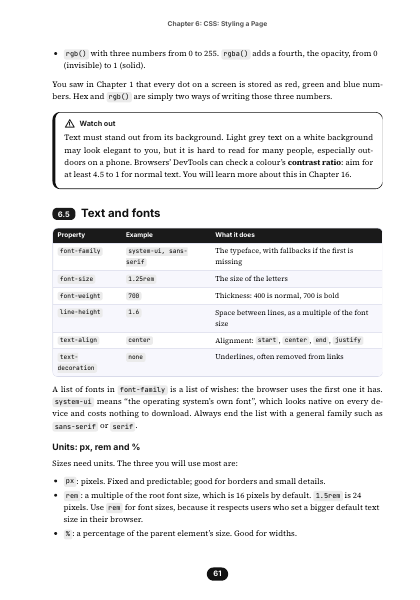 Chapter 6: CSS: Styling a Page
• rgb() with three numbers from 0 to 255. rgba() adds a fourth, the opacity, from 0
(invisible) to 1 (solid).
You saw in Chapter 1 that every dot on a screen is stored as red, green and blue num-
bers. Hex and rgb() are simply two ways of writing those three numbers.
Watch out
Text must stand out from its background. Light grey text on a white background
may look elegant to you, but it is hard to read for many people, especially out-
doors on a phone. Browsers' DevTools can check a colour's contrast ratio: aim for
at least 4.5 to 1 for normal text. You will learn more about this in Chapter 16.
6.5 Text and fonts
Property Example What it does
font-family system-ui, sans- The typeface, with fallbacks if the first is
serif missing
font-size 1.25rem The size of the letters
font-weight 700 Thickness: 400 is normal, 700 is bold
line-height 1.6 Space between lines, as a multiple of the font
size
text-align center Alignment: start, center, end, justify
text- none Underlines, often removed from links
decoration
A list of fonts in font-family is a list of wishes: the browser uses the first one it has.
system-ui means “the operating system's own font”, which looks native on every de-
vice and costs nothing to download. Always end the list with a general family such as
sans-serif or serif.
Units: px, rem and %
Sizes need units. The three you will use most are:
• px: pixels. Fixed and predictable; good for borders and small details.
• rem: a multiple of the root font size, which is 16 pixels by default. 1.5rem is 24
pixels. Use rem for font sizes, because it respects users who set a bigger default text
size in their browser.
• %: a percentage of the parent element's size. Good for widths.
61